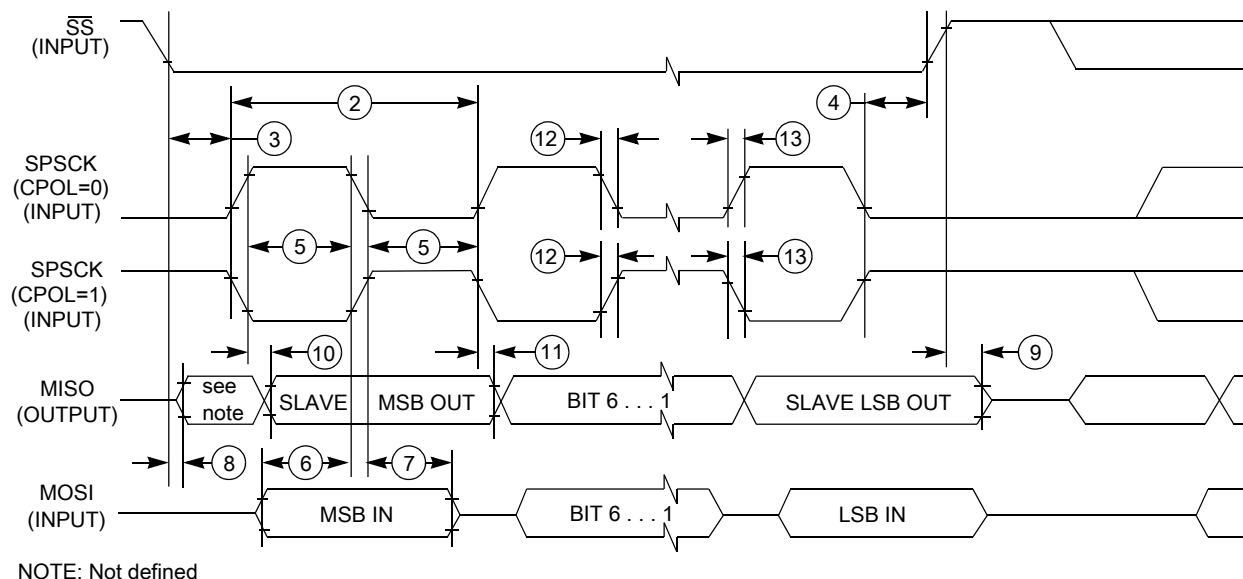 SS
(INPUT)
2
4
3
12
13
SPSCK
(CPOL=0)
(INPUT)
5
5
SPSCK
(CPOL=1)
(INPUT)
12
13
10
11
9
MISO
(OUTPUT)
see
note
SLAVE
MSB OUT
BIT 6 . . . 1
SLAVE LSB OUT
8
6
7
MOSI
(INPUT)
MSB IN
BIT 6 . . . 1
LSB IN
NOTE: Not defined